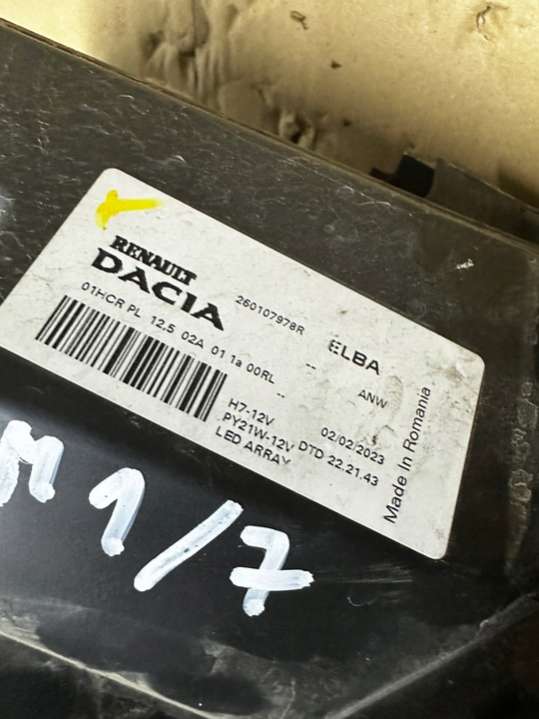 RENAULT
DACIA
260107978R
ELBA
01HCR PL 12.5 02A 01 1a 00RL
--
--
ANW
H7-12V
PY21W-12V
LED ARRAY
02/02/2023
DTD 22.21.43
Made In Romania
M 1/7